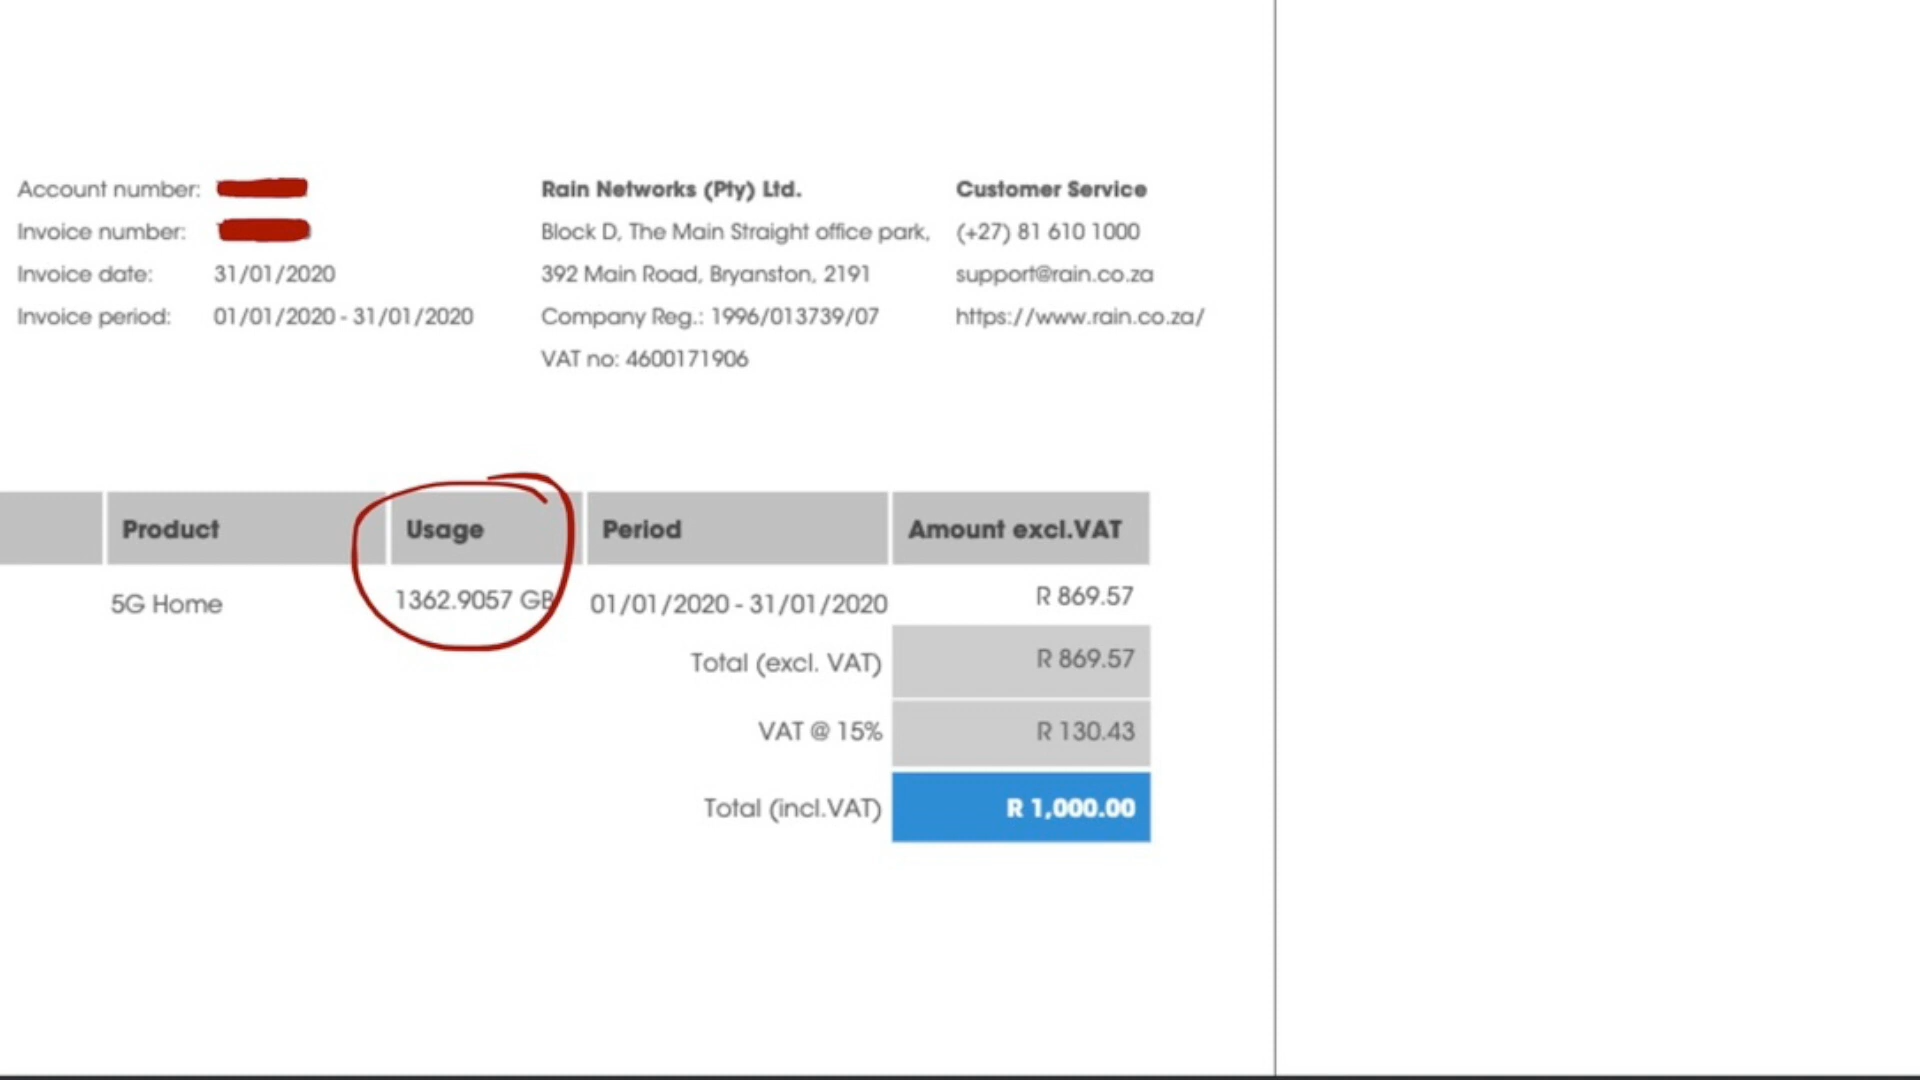 Account number:
Invoice number:
Invoice date: 31/01/2020
Invoice period: 01/01/2020 - 31/01/2020
Rain Networks (Pty) Ltd.
Block D, The Main Straight office park,
392 Main Road, Bryanston, 2191
Company Reg.: 1996/013739/07
VAT no: 4600171906
Customer Service
(+27) 81 610 1000
support@rain.co.za
https://www.rain.co.za/
Product Usage Period Amount excl.VAT
5G Home 1362.9057 GB 01/01/2020 - 31/01/2020 R 869.57
Total (excl. VAT) R 869.57
VAT @ 15% R 130.43
Total (incl.VAT) R 1,000.00